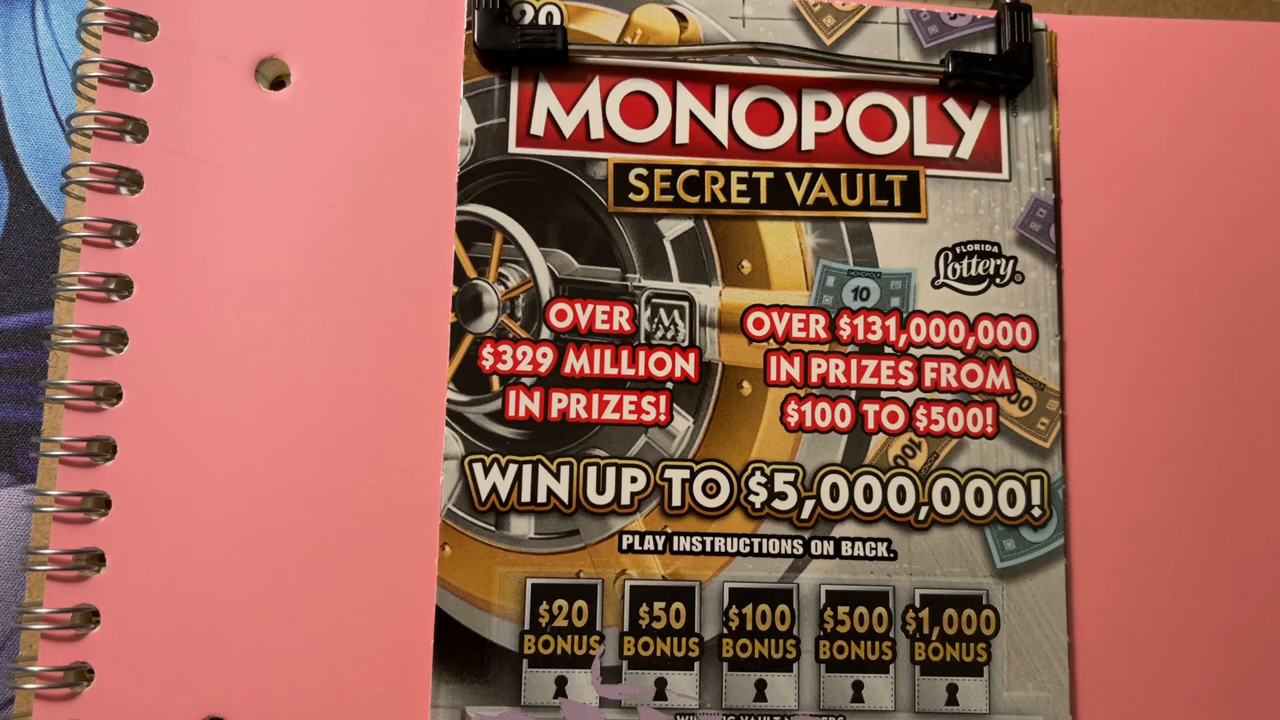 20
MONOPOLY
SECRET VAULT
FLORIDA
Lottery®
MONOPOLY
10
OVER
$329 MILLION
IN PRIZES!
OVER $131,000,000
IN PRIZES FROM
$100 TO $500!
100
WIN UP TO $5,000,000!
PLAY INSTRUCTIONS ON BACK.
$20
BONUS
$50
BONUS
$100
BONUS
$500
BONUS
$1,000
BONUS